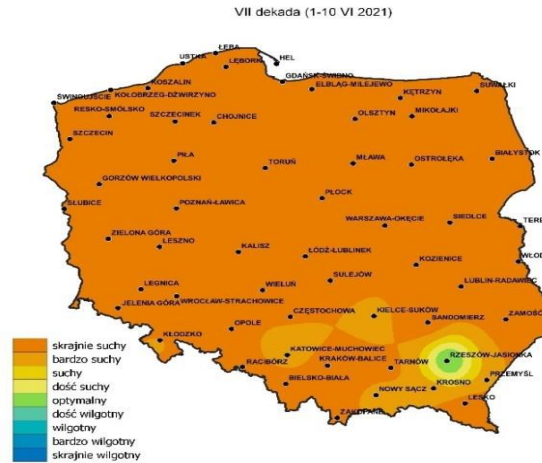 VII dekada (1-10 VI 2021)
ŁEBA
USTKA
LĘBORK
HEL
GDAŃSK-ŚWIBNO
KOSZALIN
ELBLĄG-MILEJEWO
SUWAŁKI
KĘTRZYN
ŚWINOUJŚCIE
KOŁOBRZEG-DŹWIRZYNO
RESKO-SMÓLSKO
SZCZECINEK
CHOJNICE
OLSZTYN
MIKOŁAJKI
SZCZECIN
BIAŁYSTOK
PIŁA
TORUŃ
MŁAWA
OSTROŁĘKA
GORZÓW WIELKOPOLSKI
PŁOCK
SŁUBICE
POZNAŃ-ŁAWICA
WARSZAWA-OKĘCIE
SIEDLCE
TERE
ZIELONA GÓRA
LESZNO
KALISZ
ŁÓDŹ-LUBLINEK
KOZIENICE
WŁOD
SULEJÓW
LUBLIN-RADAWIEC
LEGNICA
WROCŁAW-STRACHOWICE
WIELUŃ
JELENIA GÓRA
CZĘSTOCHOWA
KIELCE-SUKÓW
SANDOMIERZ
ZAMOŚĆ
OPOLE
KŁODZKO
KATOWICE-MUCHOWIEC
RACIBÓRZ
KRAKÓW-BALICE
TARNÓW
RZESZÓW-JASIONKA
BIELSKO-BIAŁA
PRZEMYŚL
NOWY SĄCZ
KROSNO
LESKO
ZAKOPANE
skrajnie suchy
bardzo suchy
suchy
dość suchy
optymalny
dość wilgotny
wilgotny
bardzo wilgotny
skrajnie wilgotny